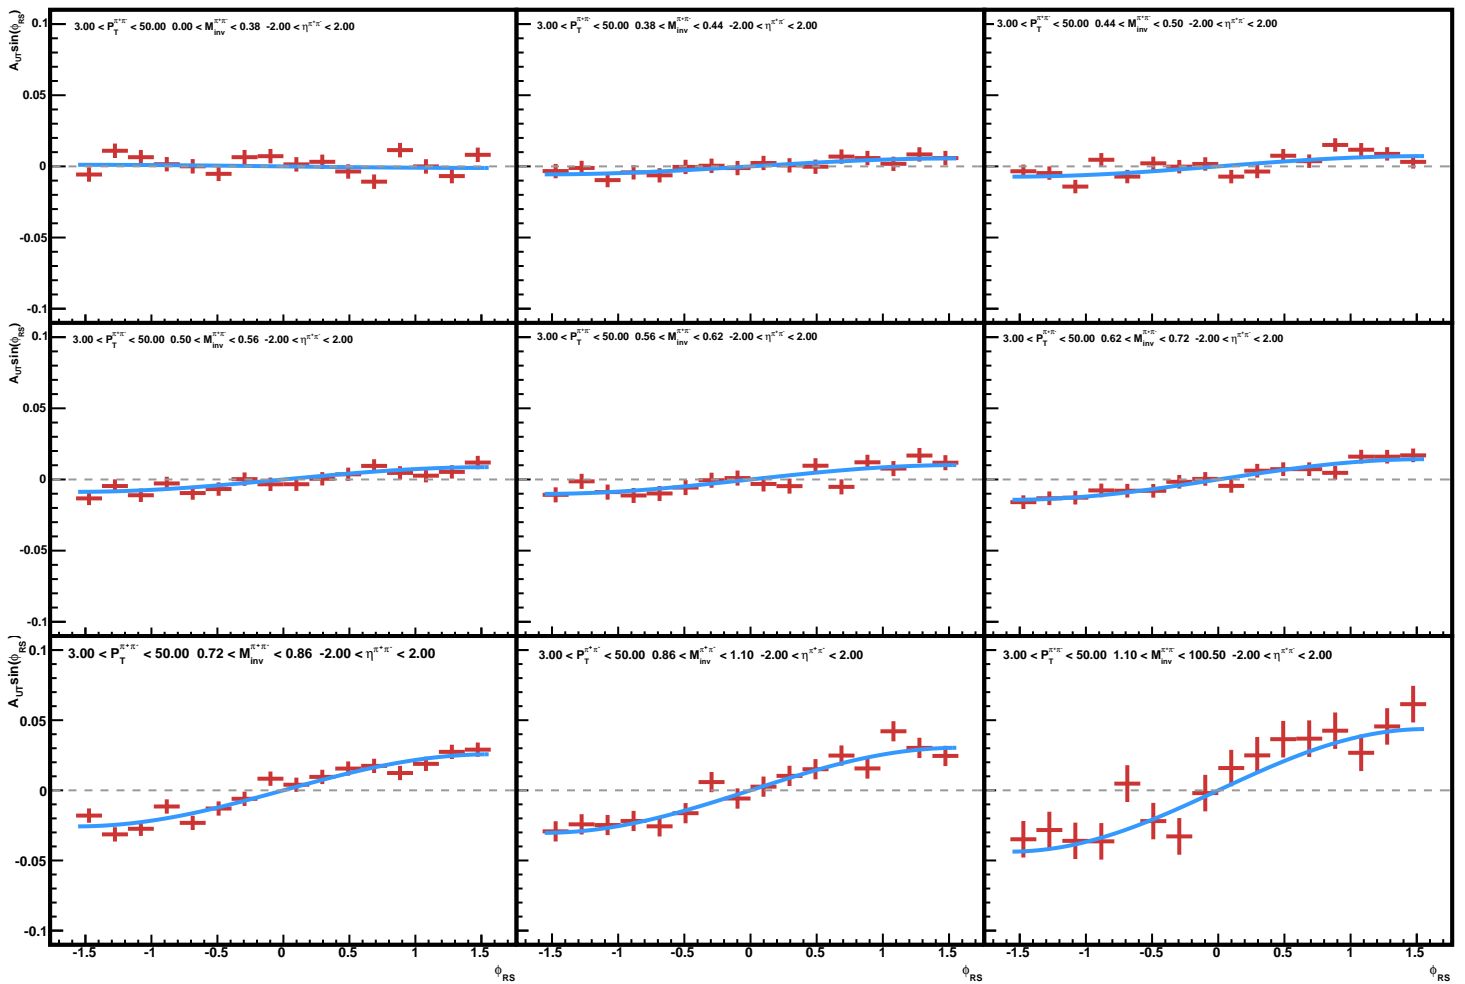 A_UT sin(ϕ_RS)
0.1
0.05
0
-0.05
-0.1
3.00 < P_T^π+π- < 50.00 0.00 < M_inv^π+π- < 0.38 -2.00 < η^π+π- < 2.00
3.00 < P_T^π+π- < 50.00 0.38 < M_inv^π+π- < 0.44 -2.00 < η^π+π- < 2.00
3.00 < P_T^π+π- < 50.00 0.44 < M_inv^π+π- < 0.50 -2.00 < η^π+π- < 2.00
A_UT sin(ϕ_RS)
0.1
0.05
0
-0.05
-0.1
3.00 < P_T^π+π- < 50.00 0.50 < M_inv^π+π- < 0.56 -2.00 < η^π+π- < 2.00
3.00 < P_T^π+π- < 50.00 0.56 < M_inv^π+π- < 0.62 -2.00 < η^π+π- < 2.00
3.00 < P_T^π+π- < 50.00 0.62 < M_inv^π+π- < 0.72 -2.00 < η^π+π- < 2.00
A_UT sin(ϕ_RS)
0.1
0.05
0
-0.05
-0.1
3.00 < P_T^π+π- < 50.00 0.72 < M_inv^π+π- < 0.86 -2.00 < η^π+π- < 2.00
3.00 < P_T^π+π- < 50.00 0.86 < M_inv^π+π- < 1.10 -2.00 < η^π+π- < 2.00
3.00 < P_T^π+π- < 50.00 1.10 < M_inv^π+π- < 100.50 -2.00 < η^π+π- < 2.00
-1.5 -1 -0.5 0 0.5 1 1.5
ϕ_RS
-1.5 -1 -0.5 0 0.5 1 1.5
ϕ_RS
-1.5 -1 -0.5 0 0.5 1 1.5
ϕ_RS